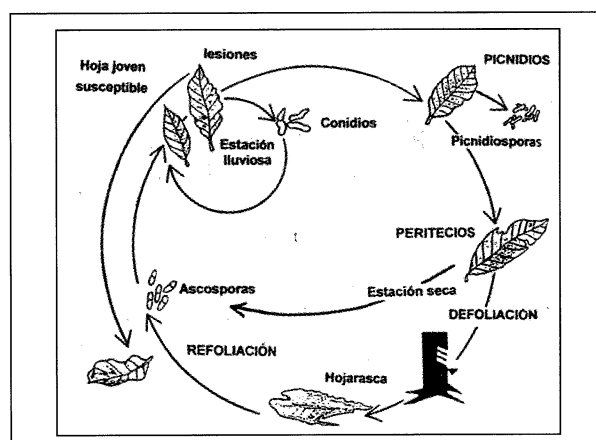 lesiones
Hoja joven
susceptible
PICNIDIOS
Conidios
Picnidiosporas
Estación
lluviosa
PERITECIOS
Ascosporas
Estación seca
DEFOLIACIÓN
REFOLIACIÓN
Hojarasca